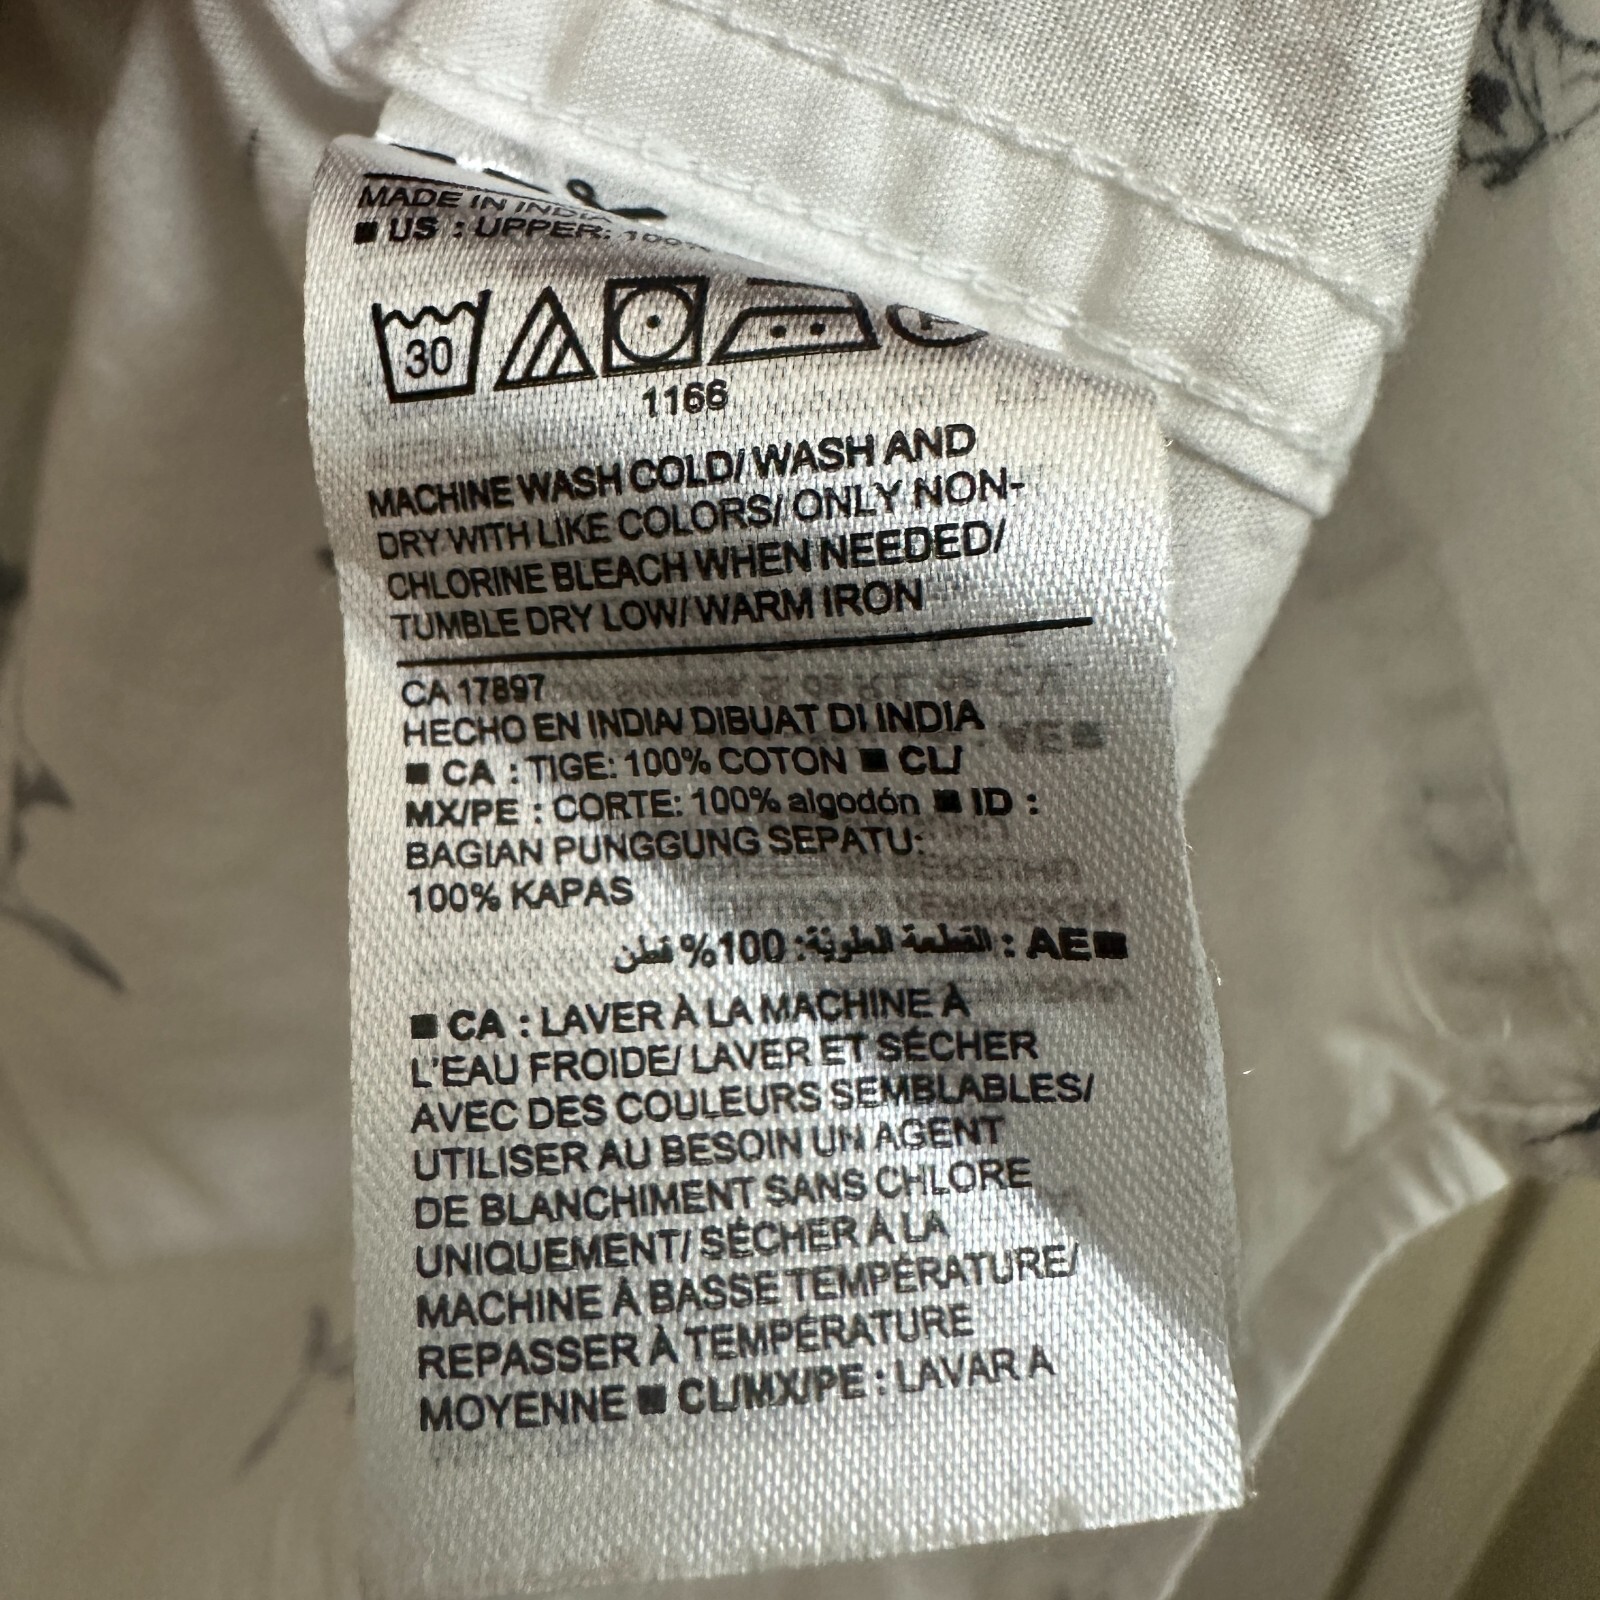 MADE IN INDIA
■ US : UPPER: 100%
30
P
1166
MACHINE WASH COLD/ WASH AND
DRY WITH LIKE COLORS/ ONLY NON-
CHLORINE BLEACH WHEN NEEDED/
TUMBLE DRY LOW/ WARM IRON
CA 17897
HECHO EN INDIA/ DIBUAT DI INDIA
■ CA : TIGE: 100% COTON ■ CL/
MX/PE : CORTE: 100% algodón ■ ID :
BAGIAN PUNGGUNG SEPATU:
100% KAPAS
■ AE : القطعة العلويّة: 100% قطن
■ CA : LAVER À LA MACHINE À
L'EAU FROIDE/ LAVER ET SÉCHER
AVEC DES COULEURS SEMBLABLES/
UTILISER AU BESOIN UN AGENT
DE BLANCHIMENT SANS CHLORE
UNIQUEMENT/ SÉCHER À LA
MACHINE À BASSE TEMPÉRATURE/
REPASSER À TEMPÉRATURE
MOYENNE ■ CL/MX/PE : LAVAR A